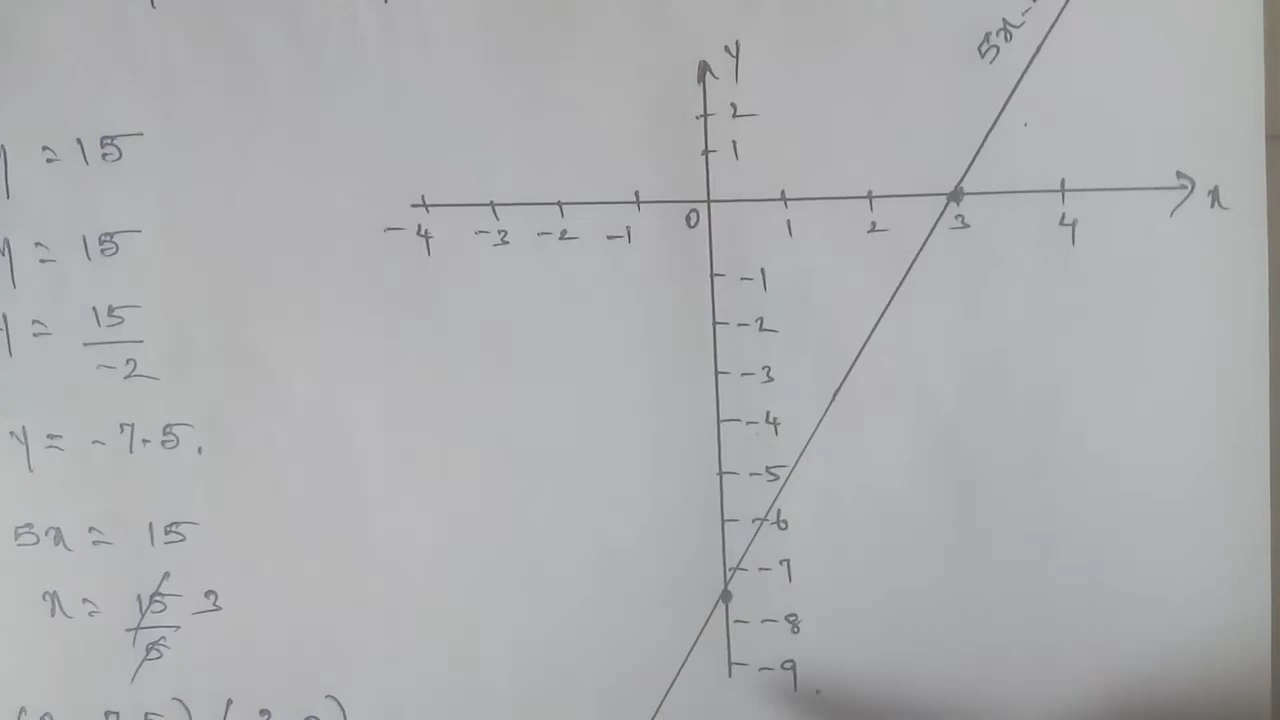 y = 15
y = 15
y = 15/-2
y = -7.5.
5x = 15
x = 15/5 3
5x-
y
2
1
-4 -3 -2 -1 0 1 2 3 4 x
-1
-2
-3
-4
-5
-6
-7
-8
-9